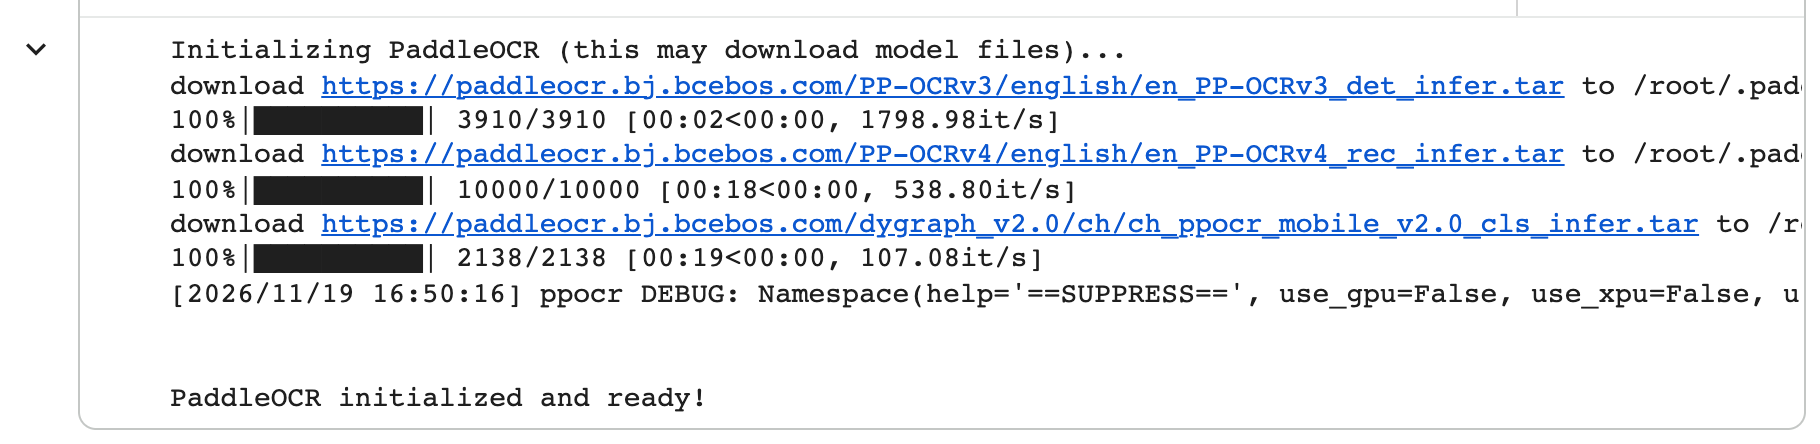 Initializing PaddleOCR (this may download model files)...
download https://paddleocr.bj.bcebos.com/PP-OCRv3/english/en_PP-OCRv3_det_infer.tar to /root/.pad
100%|██████████| 3910/3910 [00:02<00:00, 1798.98it/s]
download https://paddleocr.bj.bcebos.com/PP-OCRv4/english/en_PP-OCRv4_rec_infer.tar to /root/.pad
100%|██████████| 10000/10000 [00:18<00:00, 538.80it/s]
download https://paddleocr.bj.bcebos.com/dygraph_v2.0/ch/ch_ppocr_mobile_v2.0_cls_infer.tar to /r
100%|██████████| 2138/2138 [00:19<00:00, 107.08it/s]
[2026/11/19 16:50:16] ppocr DEBUG: Namespace(help='==SUPPRESS==', use_gpu=False, use_xpu=False, u
PaddleOCR initialized and ready!